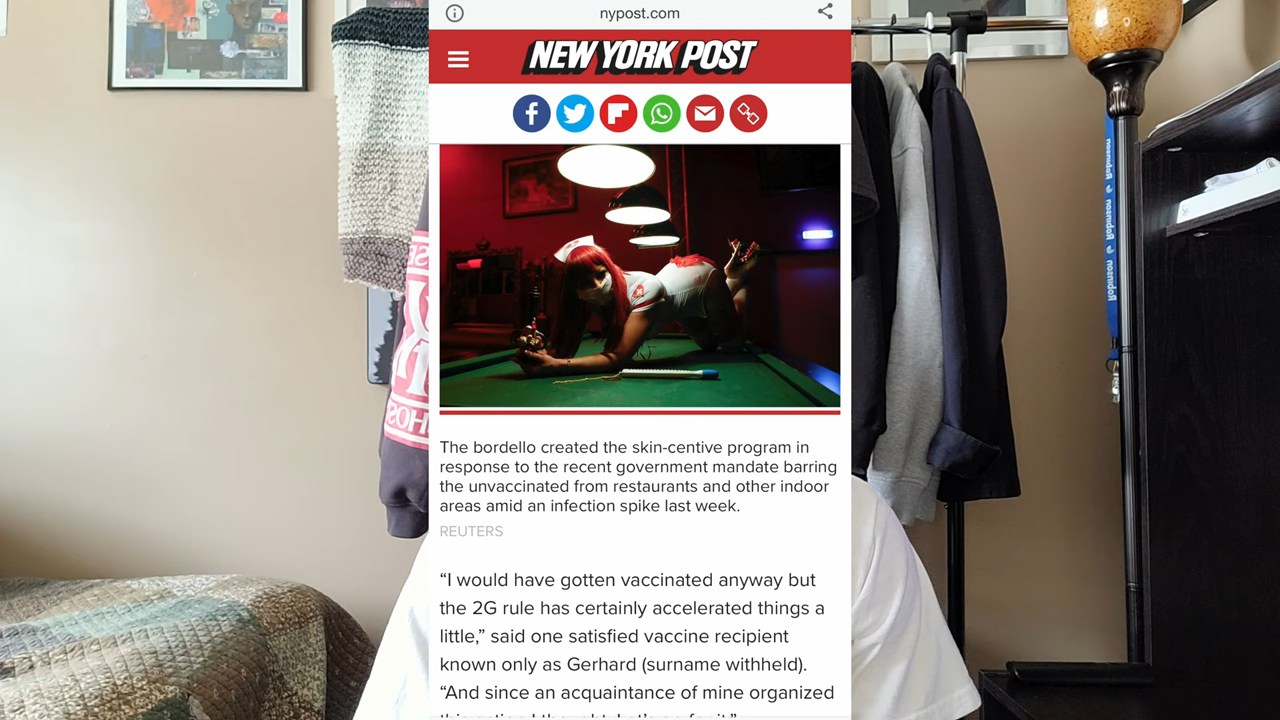 nypost.com
NEW YORK POST
The bordello created the skin-centive program in
response to the recent government mandate barring
the unvaccinated from restaurants and other indoor
areas amid an infection spike last week.
REUTERS
“I would have gotten vaccinated anyway but
the 2G rule has certainly accelerated things a
little,” said one satisfied vaccine recipient
known only as Gerhard (surname withheld).
“And since an acquaintance of mine organized
Robinson
Robinson
Robinson